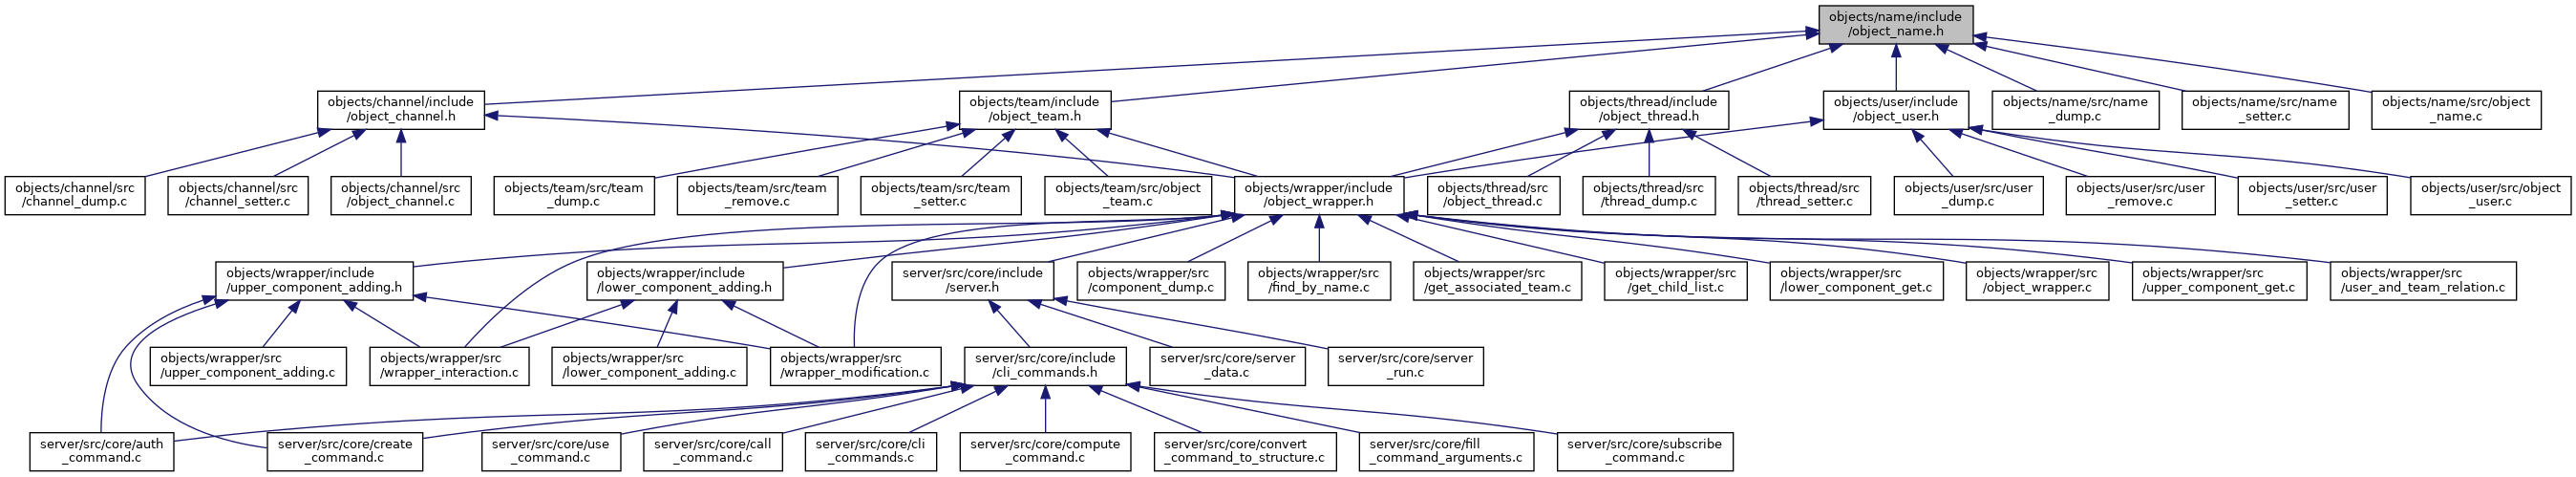 objects/name/include
/object_name.h
objects/channel/include
/object_channel.h
objects/team/include
/object_team.h
objects/thread/include
/object_thread.h
objects/user/include
/object_user.h
objects/name/src/name
_dump.c
objects/name/src/name
_setter.c
objects/name/src/object
_name.c
objects/channel/src
/channel_dump.c
objects/channel/src
/channel_setter.c
objects/channel/src
/object_channel.c
objects/team/src/team
_dump.c
objects/team/src/team
_remove.c
objects/team/src/team
_setter.c
objects/team/src/object
_team.c
objects/wrapper/include
/object_wrapper.h
objects/thread/src
/object_thread.c
objects/thread/src
/thread_dump.c
objects/thread/src
/thread_setter.c
objects/user/src/user
_dump.c
objects/user/src/user
_remove.c
objects/user/src/user
_setter.c
objects/user/src/object
_user.c
objects/wrapper/include
/upper_component_adding.h
objects/wrapper/include
/lower_component_adding.h
server/src/core/include
/server.h
objects/wrapper/src
/component_dump.c
objects/wrapper/src
/find_by_name.c
objects/wrapper/src
/get_associated_team.c
objects/wrapper/src
/get_child_list.c
objects/wrapper/src
/lower_component_get.c
objects/wrapper/src
/object_wrapper.c
objects/wrapper/src
/upper_component_get.c
objects/wrapper/src
/user_and_team_relation.c
objects/wrapper/src
/upper_component_adding.c
objects/wrapper/src
/wrapper_interaction.c
objects/wrapper/src
/lower_component_adding.c
objects/wrapper/src
/wrapper_modification.c
server/src/core/include
/cli_commands.h
server/src/core/server
_data.c
server/src/core/server
_run.c
server/src/core/auth
_command.c
server/src/core/create
_command.c
server/src/core/use
_command.c
server/src/core/call
_command.c
server/src/core/cli
_commands.c
server/src/core/compute
_command.c
server/src/core/convert
_command_to_structure.c
server/src/core/fill
_command_arguments.c
server/src/core/subscribe
_command.c